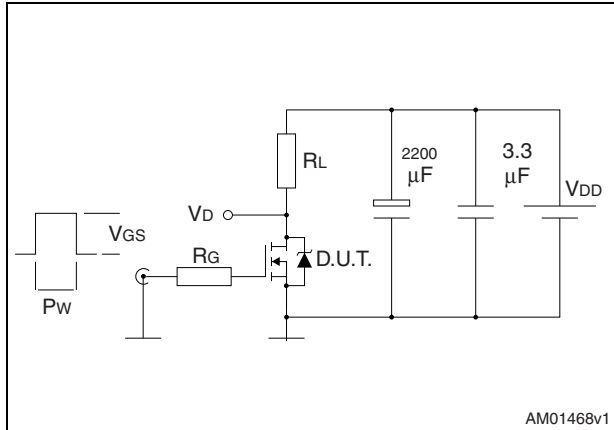 RL
2200
μF
3.3
μF
VDD
VD
VGS
RG
D.U.T.
PW
AM01468v1